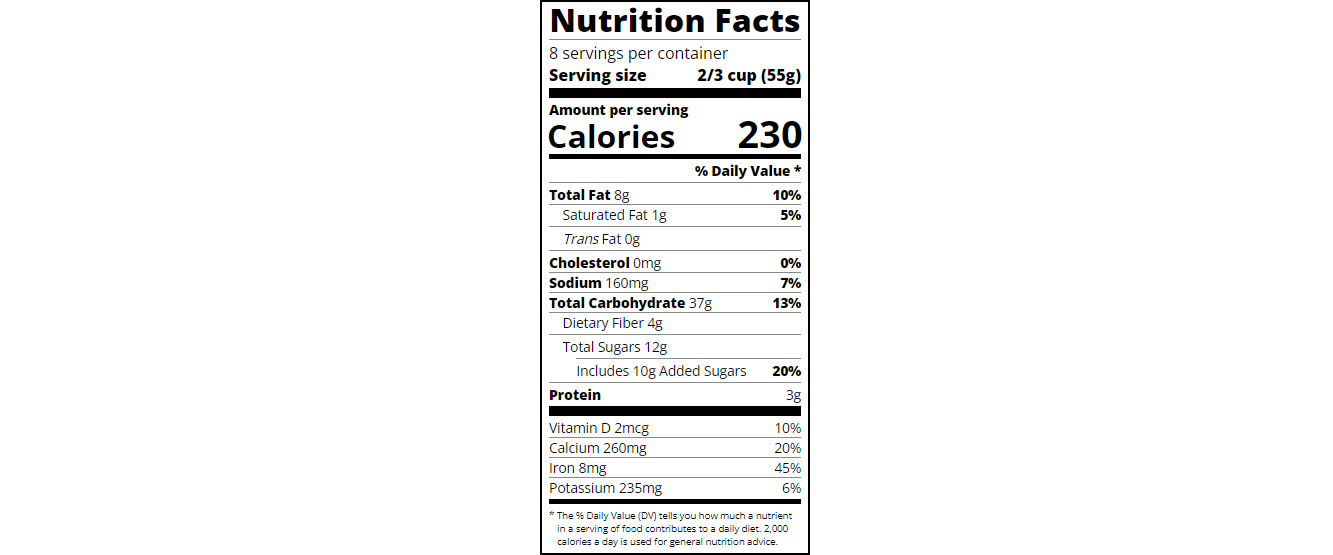 Nutrition Facts
8 servings per container
Serving size 2/3 cup (55g)
Amount per serving
Calories 230
% Daily Value *
Total Fat 8g 10%
Saturated Fat 1g 5%
Trans Fat 0g
Cholesterol 0mg 0%
Sodium 160mg 7%
Total Carbohydrate 37g 13%
Dietary Fiber 4g
Total Sugars 12g
Includes 10g Added Sugars 20%
Protein 3g
Vitamin D 2mcg 10%
Calcium 260mg 20%
Iron 8mg 45%
Potassium 235mg 6%
* The % Daily Value (DV) tells you how much a nutrient
in a serving of food contributes to a daily diet. 2,000
calories a day is used for general nutrition advice.